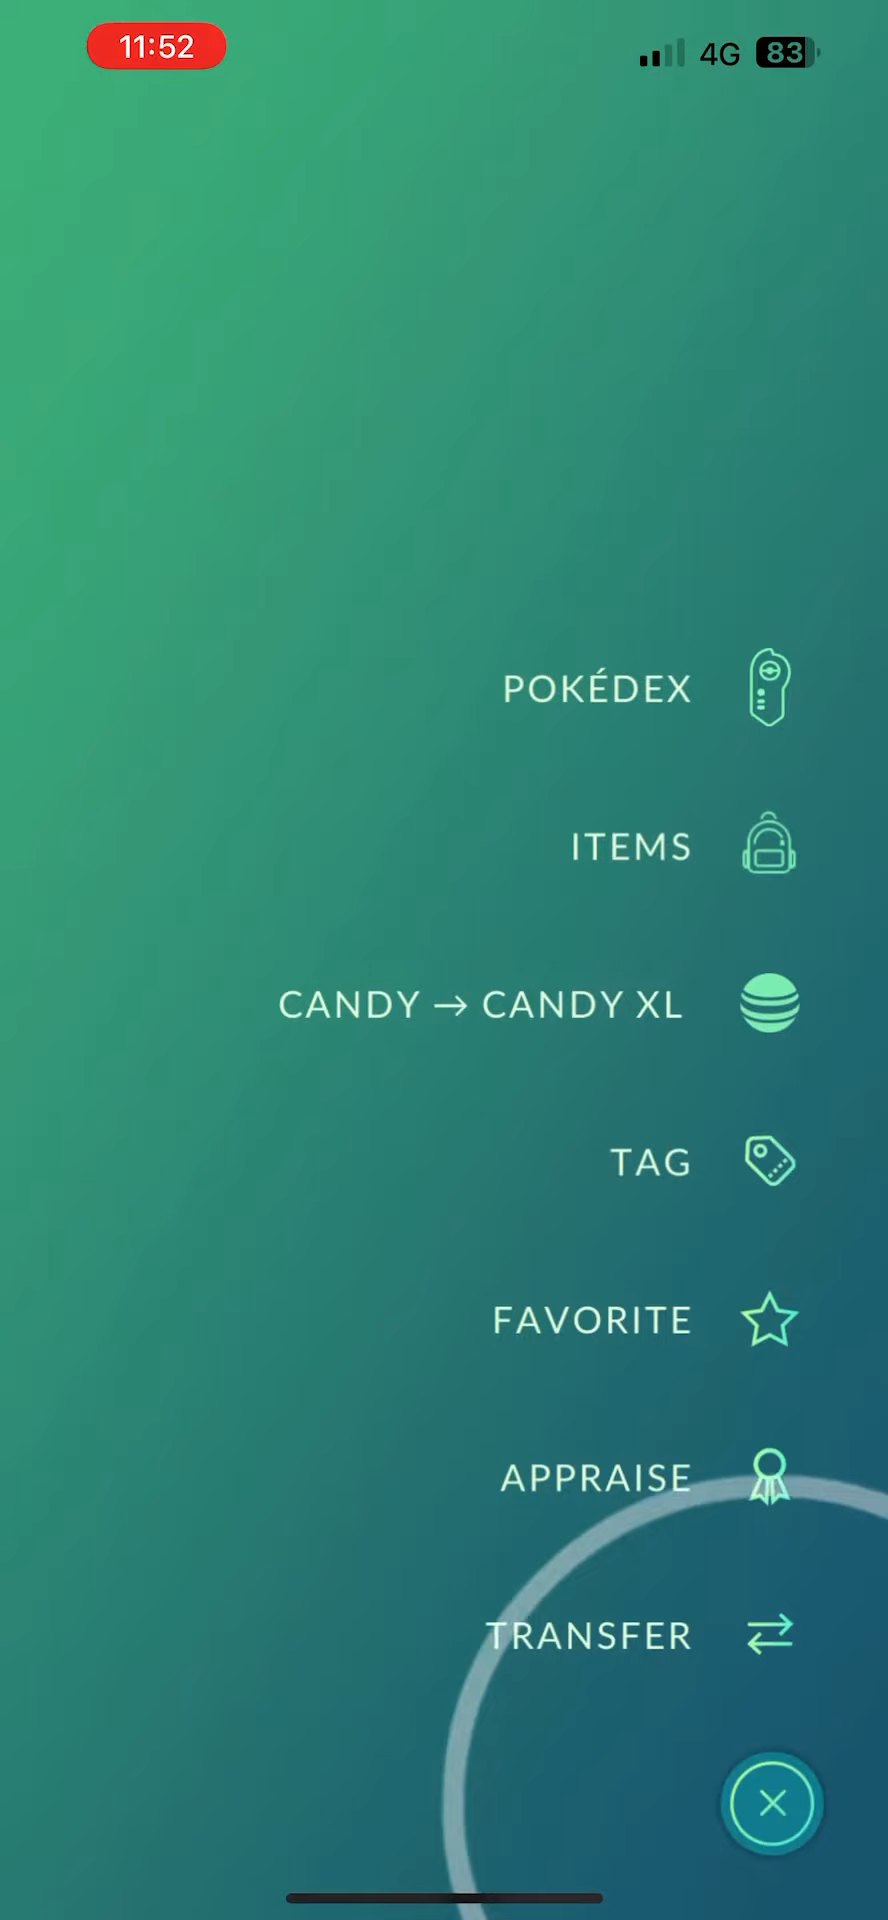 11:52
4G
83
POKÉDEX
ITEMS
CANDY → CANDY XL
TAG
FAVORITE
APPRAISE
TRANSFER